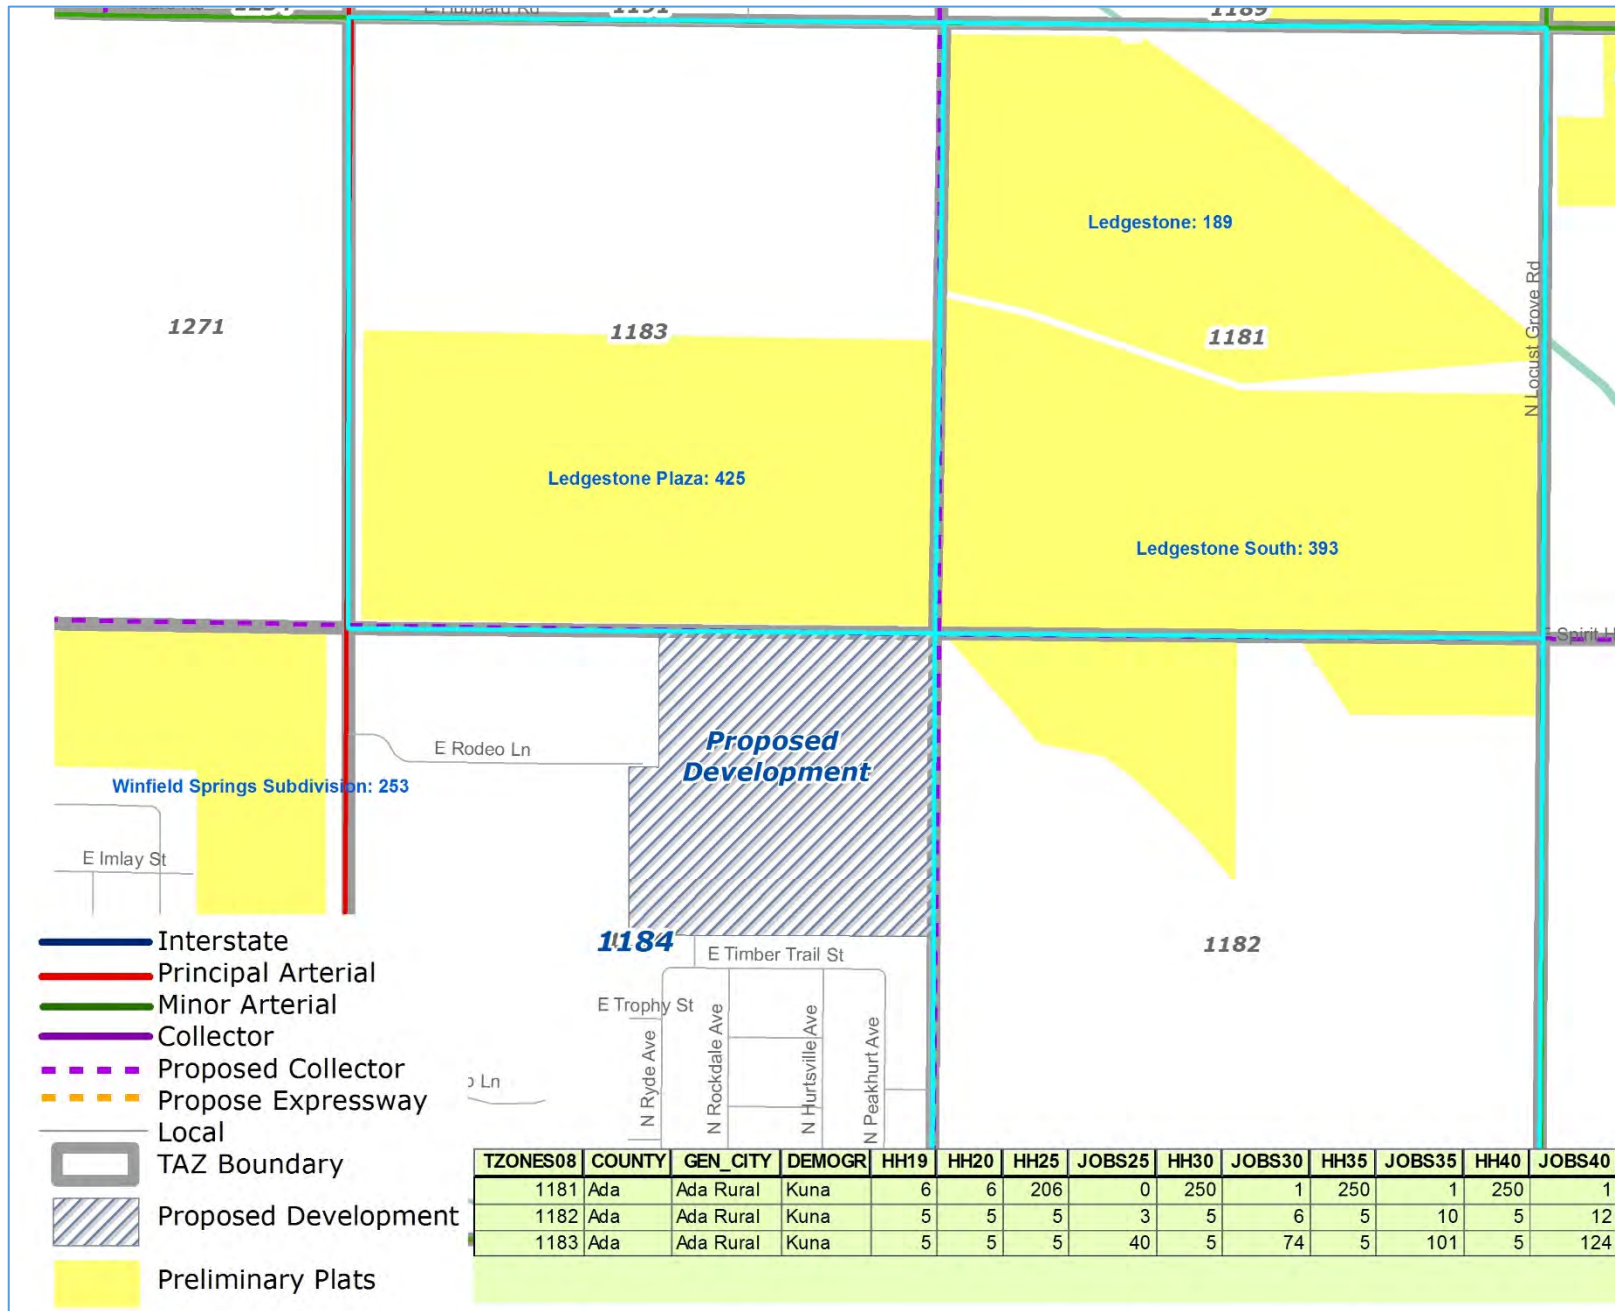 E Hubbard Rd
1191
1189
Ledgestone: 189
N Locust Grove Rd
1271
1183
1181
Ledgestone Plaza: 425
Ledgestone South: 393
E Spirit
E Rodeo Ln
Proposed
Development
Winfield Springs Subdivision: 253
E Imlay St
1184
1182
E Timber Trail St
E Trophy St
N Ryde Ave
N Rockdale Ave
N Hurtsville Ave
N Peakhurt Ave
Ln
Interstate
Principal Arterial
Minor Arterial
Collector
Proposed Collector
Propose Expressway
Local
TAZ Boundary
Proposed Development
Preliminary Plats
TZONES08 COUNTY GEN_CITY DEMOGR HH19 HH20 HH25 JOBS25 HH30 JOBS30 HH35 JOBS35 HH40 JOBS40
1181 Ada Ada Rural Kuna 6 6 206 0 250 1 250 1 250 1
1182 Ada Ada Rural Kuna 5 5 5 3 5 6 5 10 5 12
1183 Ada Ada Rural Kuna 5 5 5 40 5 74 5 101 5 124